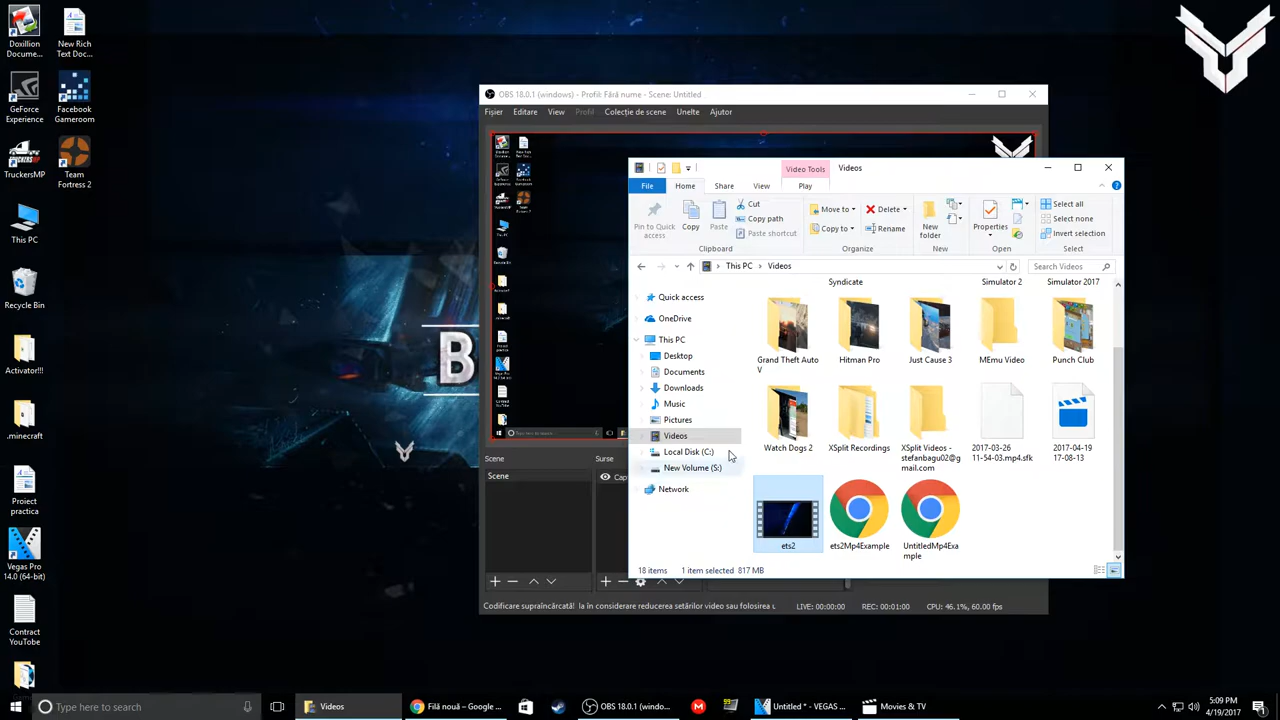 Doxillion
Docume...
New Rich
Text Doc...
GeForce
Experience
Facebook
Gameroom
TruckersMP
Team
Fortress 2
This PC
Recycle Bin
Activator!!!
.minecraft
Proiect
practica
Vegas Pro
14.0 (64-bit)
Contract
YouTube
B
OBS 18.0.1 (windows) - Profil: Fără nume - Scene: Untitled
Fișier Editare View Profil Colecție de scene Unelte Ajutor
Scene
Surse
Scene
Cap
Codificare supraîncărcată! Ia în considerare reducerea setărilor video sau folosirea u
LIVE: 00:00:00
REC: 00:01:00
CPU: 46.1%, 60.00 fps
Video Tools
Videos
File Home Share View Play
Pin to Quick
access
Copy
Paste
Cut
Copy path
Paste shortcut
Clipboard
Move to
Copy to
Delete
Rename
Organize
New
folder
New
Properties
Open
Select all
Select none
Invert selection
Select
This PC > Videos
Search Videos
Quick access
OneDrive
This PC
Desktop
Documents
Downloads
Music
Pictures
Videos
Local Disk (C:)
New Volume (S:)
Network
Syndicate
Simulator 2
Simulator 2017
Grand Theft Auto
V
Hitman Pro
Just Cause 3
MEmu Video
Punch Club
Watch Dogs 2
XSplit Recordings
XSplit Videos -
stefanbagu02@g
mail.com
2017-03-26
11-54-03.mp4.sfk
2017-04-19
17-08-13
ets2
ets2Mp4Example
UntitledMp4Exa
mple
18 items
1 item selected 817 MB
Type here to search
Videos
Filă nouă – Google ...
OBS 18.0.1 (windo...
Untitled * - VEGAS ...
Movies & TV
5:09 PM
4/19/2017